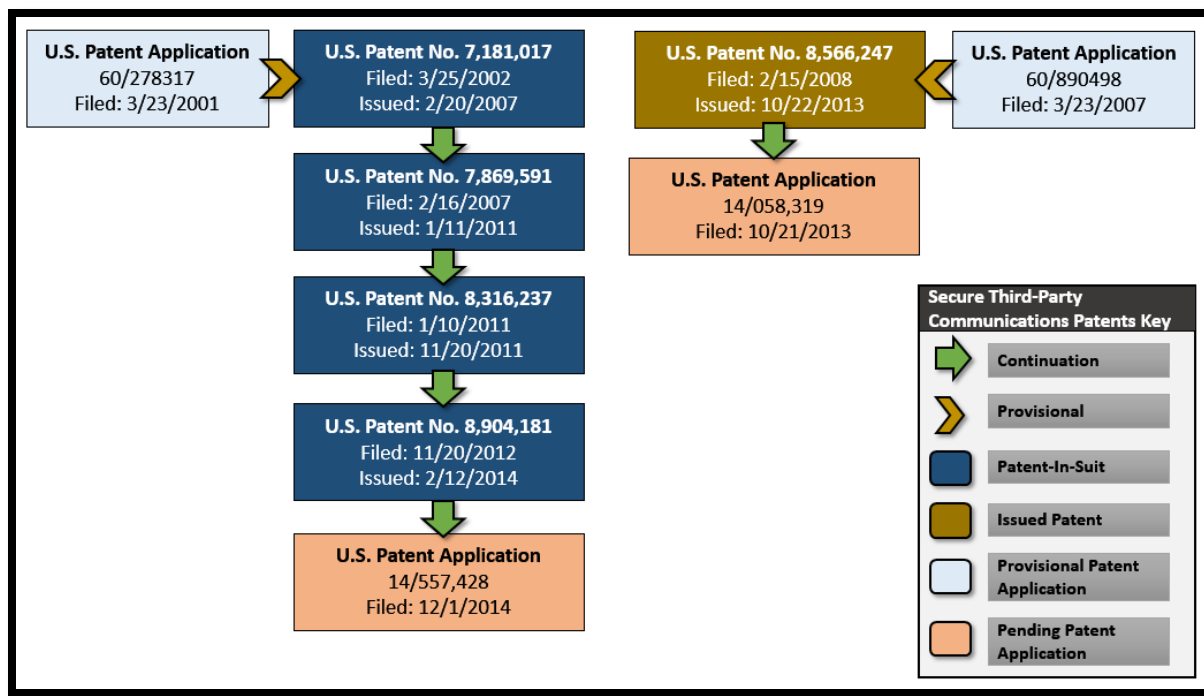 U.S. Patent Application
60/278317
Filed: 3/23/2001
U.S. Patent No. 7,181,017
Filed: 3/25/2002
Issued: 2/20/2007
U.S. Patent No. 7,869,591
Filed: 2/16/2007
Issued: 1/11/2011
U.S. Patent No. 8,316,237
Filed: 1/10/2011
Issued: 11/20/2011
U.S. Patent No. 8,904,181
Filed: 11/20/2012
Issued: 2/12/2014
U.S. Patent Application
14/557,428
Filed: 12/1/2014
U.S. Patent No. 8,566,247
Filed: 2/15/2008
Issued: 10/22/2013
U.S. Patent Application
60/890498
Filed: 3/23/2007
U.S. Patent Application
14/058,319
Filed: 10/21/2013
Secure Third-Party
Communications Patents Key
Continuation
Provisional
Patent-In-Suit
Issued Patent
Provisional Patent
Application
Pending Patent
Application